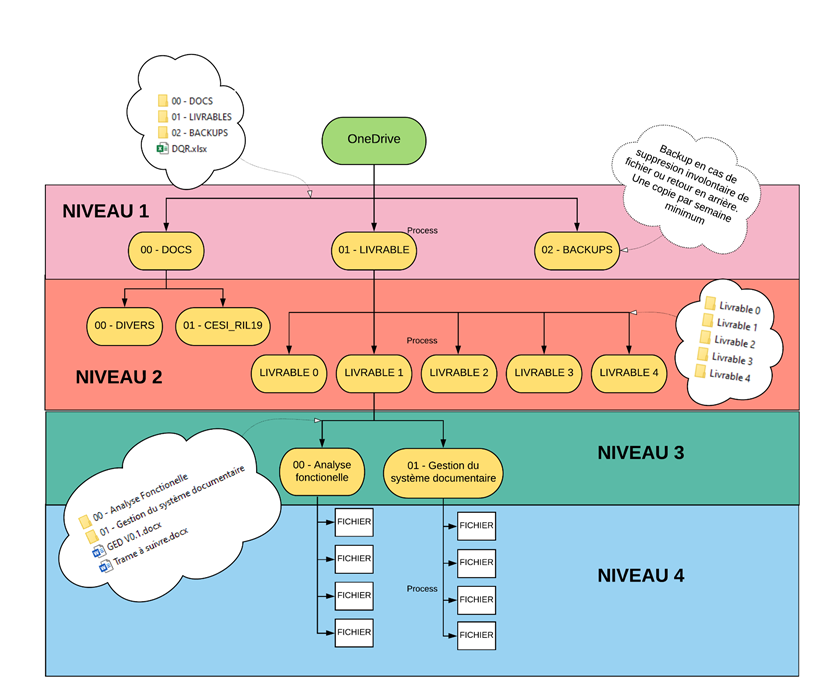 00 - DOCS
01 - LIVRABLES
02 - BACKUPS
DQR.xlsx
OneDrive
Backup en cas de
suppresion involontaire de
fichier ou retour en arrière.
Une copie par semaine
minimum
NIVEAU 1
Process
00 - DOCS
01 - LIVRABLE
02 - BACKUPS
00 - DIVERS
01 - CESI_RIL19
Process
Livrable 0
Livrable 1
Livrable 2
Livrable 3
Livrable 4
NIVEAU 2
LIVRABLE 0
LIVRABLE 1
LIVRABLE 2
LIVRABLE 3
LIVRABLE 4
NIVEAU 3
00 - Analyse
fonctionelle
01 - Gestion du
système documentaire
00 - Analyse Fonctionelle
01 - Gestion du système documentaire
GED V0.1.docx
Trame à suivre.docx
NIVEAU 4
Process
FICHIER
FICHIER
FICHIER
FICHIER
FICHIER
FICHIER
FICHIER
FICHIER